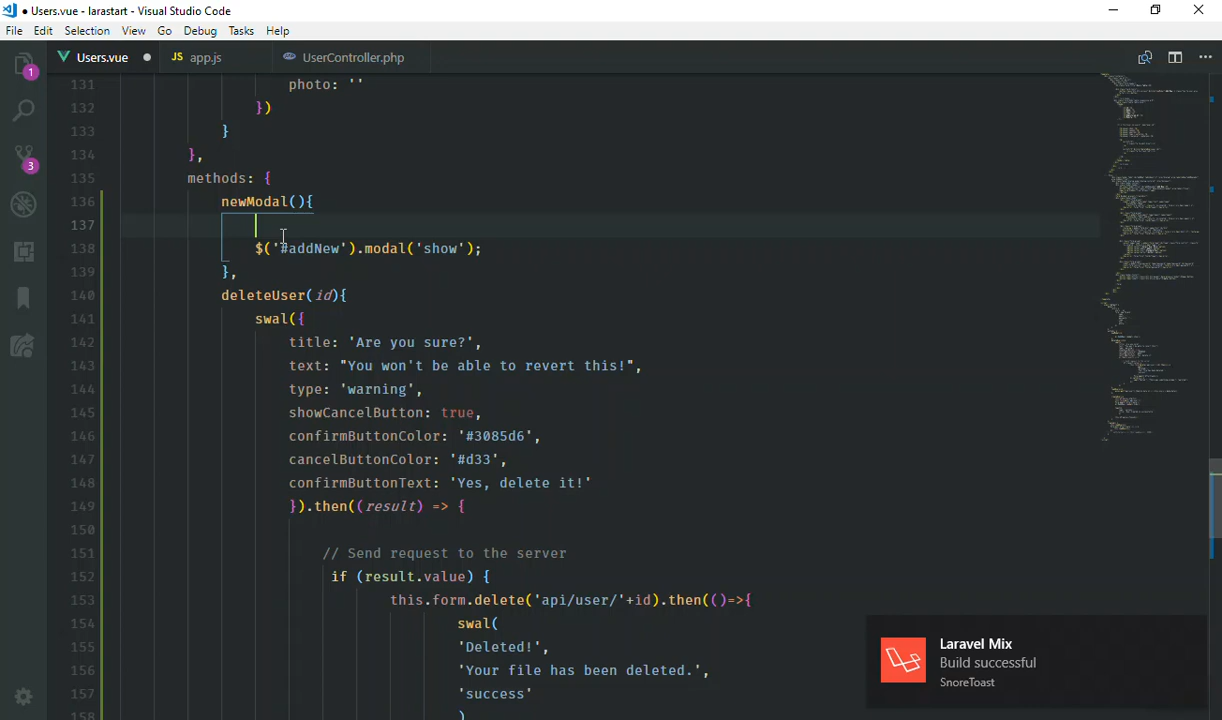 ● Users.vue - larastart - Visual Studio Code
File Edit Selection View Go Debug Tasks Help
Users.vue ●
JS app.js
UserController.php
1
3
131 photo: ''
132 })
133 }
134 },
135 methods: {
136 newModal(){
137
138 $('#addNew').modal('show');
139 },
140 deleteUser(id){
141 swal({
142 title: 'Are you sure?',
143 text: "You won't be able to revert this!",
144 type: 'warning',
145 showCancelButton: true,
146 confirmButtonColor: '#3085d6',
147 cancelButtonColor: '#d33',
148 confirmButtonText: 'Yes, delete it!'
149 }).then((result) => {
150
151 // Send request to the server
152 if (result.value) {
153 this.form.delete('api/user/'+id).then(()=>{
154 swal(
155 'Deleted!',
156 'Your file has been deleted.',
157 'success'
158 )
Laravel Mix
Build successful
SnoreToast